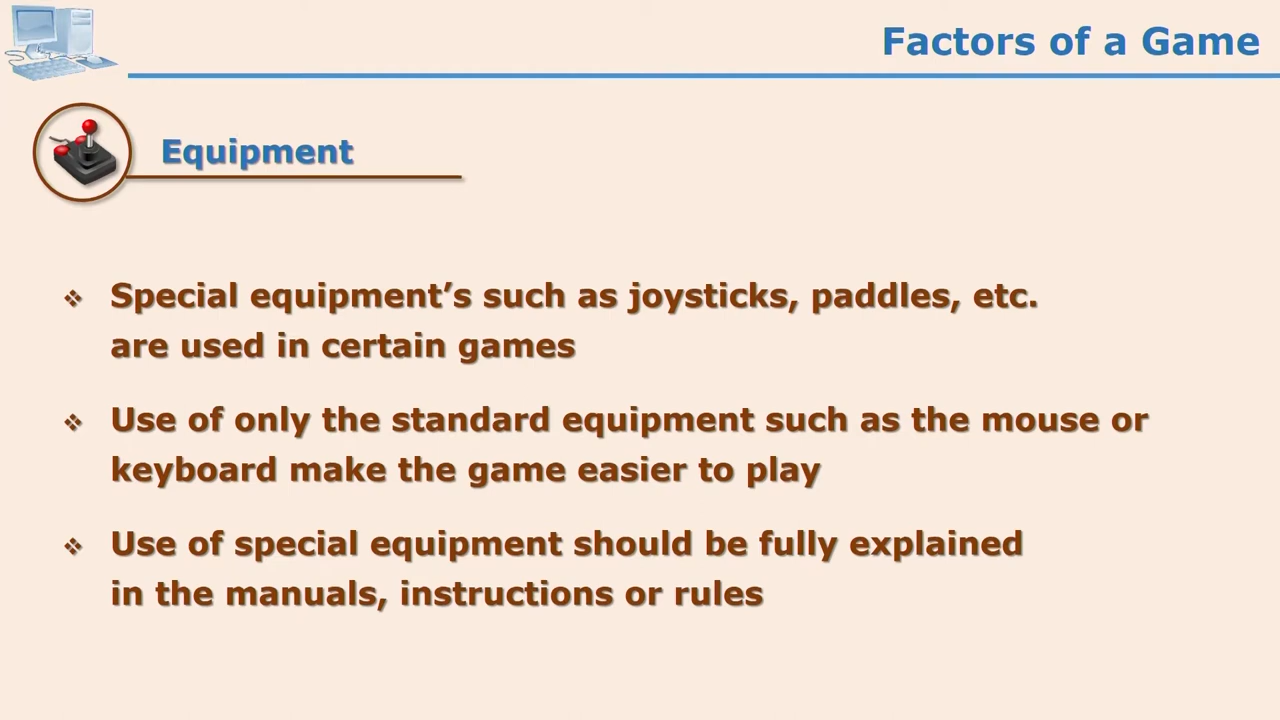 Factors of a Game
Equipment
❖ Special equipment’s such as joysticks, paddles, etc.
are used in certain games
❖ Use of only the standard equipment such as the mouse or
keyboard make the game easier to play
❖ Use of special equipment should be fully explained
in the manuals, instructions or rules